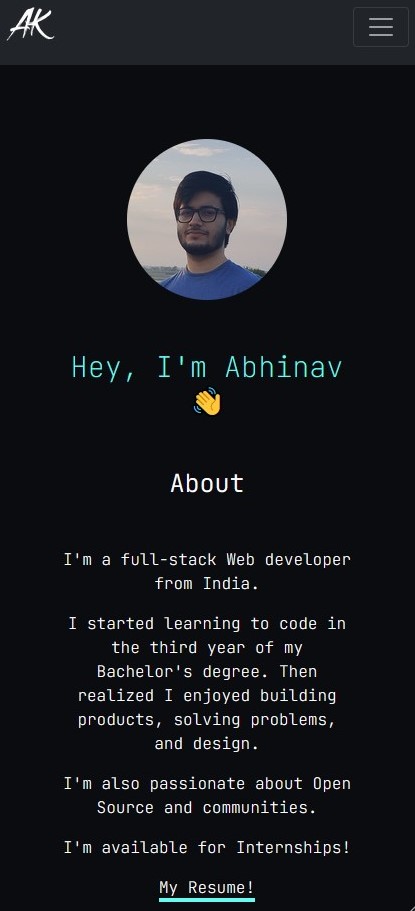 AK
Hey, I'm Abhinav
👋
About
I'm a full-stack Web developer
from India.
I started learning to code in
the third year of my
Bachelor's degree. Then
realized I enjoyed building
products, solving problems,
and design.
I'm also passionate about Open
Source and communities.
I'm available for Internships!
My Resume!